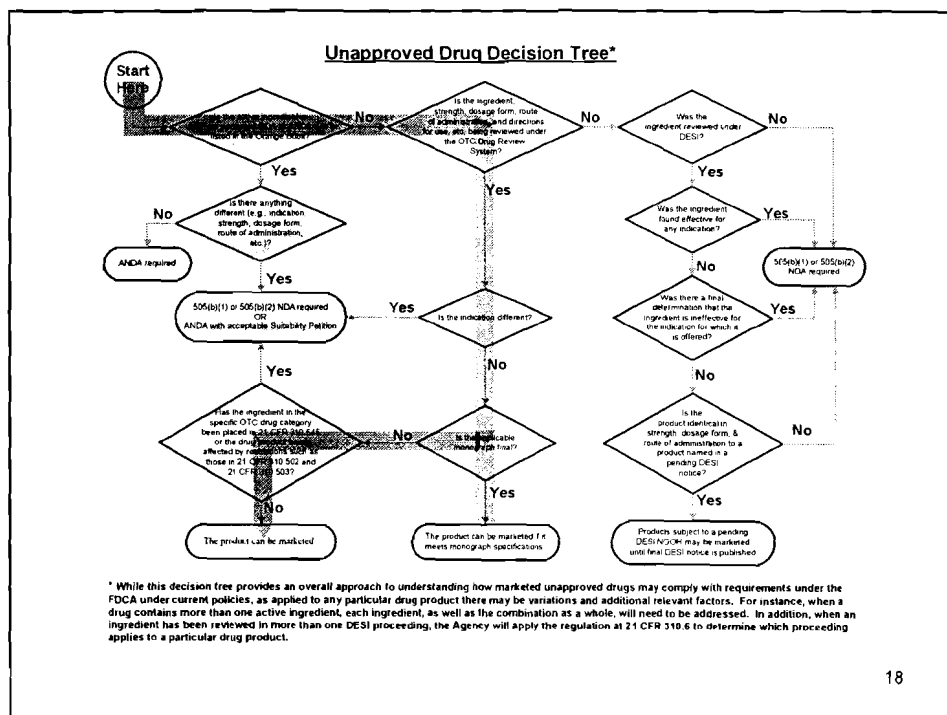 Unapproved Drug Decision Tree*
Start
Here
listed in the Orange Book?
No
Is the ingredient,
strength, dosage form, route
of administration, and directions
for use, etc. being reviewed under
the OTC Drug Review
System?
No
Was the
ingredient reviewed under
DESI?
No
Yes
Yes
Yes
Is there anything
different (e.g., indication
strength, dosage form,
route of administration,
etc.)?
No
ANDA required
Yes
Was the ingredient
found effective for
any indication?
Yes
505(b)(1) or 505(b)(2)
NDA required
No
505(b)(1) or 505(b)(2) NDA required
OR
ANDA with acceptable Suitability Petition
Yes
Is the indication different?
Was there a final
determination that the
ingredient is ineffective for
the indication for which it
is offered?
Yes
Yes
No
No
Has the ingredient in the
specific OTC drug category
been placed in 21 CFR 310.545
or the drug product
affected by regulations such as
those in 21 CFR 310 502 and
21 CFR 310 503?
No
Is the applicable
monograph final?
Is the
product identical in
strength, dosage form, &
route of administration to a
product named in a
pending DESI
notice?
No
No
Yes
Yes
The product can be marketed
The product can be marketed if it
meets monograph specifications
Products subject to a pending
DESI NOOH may be marketed
until final DESI notice is published
* While this decision tree provides an overall approach to understanding how marketed unapproved drugs may comply with requirements under the
FDCA under current policies, as applied to any particular drug product there may be variations and additional relevant factors. For instance, when a
drug contains more than one active ingredient, each ingredient, as well as the combination as a whole, will need to be addressed. In addition, when an
ingredient has been reviewed in more than one DESI proceeding, the Agency will apply the regulation at 21 CFR 310.6 to determine which proceeding
applies to a particular drug product.
18